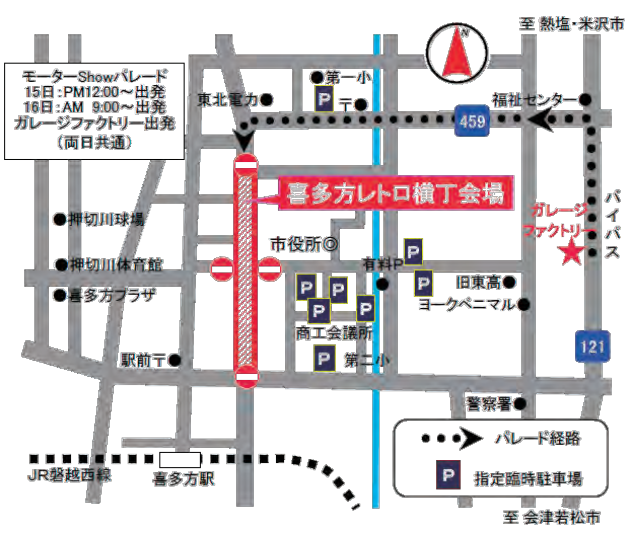 至 熱塩・米沢市
N
モーターShowパレード
15日：PM12:00～出発
16日：AM 9:00～出発
ガレージファクトリー出発
（両日共通）
第一小
P
〒
東北電力
福祉センター
459
喜多方レトロ横丁会場
ガレージ
ファクトリー
バイパス
押切川球場
市役所◎
P
押切川体育館
有料P
P
旧東高
喜多方プラザ
P
P
P
P
ヨークベニマル
商工会議所
121
駅前〒
P
第二小
警察署
パレード経路
P
指定臨時駐車場
JR磐越西線
喜多方駅
至 会津若松市